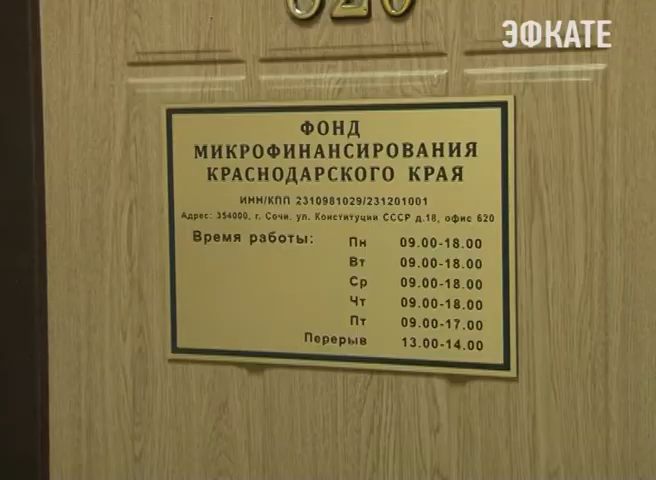 620
ЭФКАТЕ
ФОНД
МИКРОФИНАНСИРОВАНИЯ
КРАСНОДАРСКОГО КРАЯ
ИНН/КПП 2310981029/231201001
Адрес: 354000, г. Сочи, ул. Конституции СССР д.18, офис 620
Время работы: Пн 09.00-18.00
Вт 09.00-18.00
Ср 09.00-18.00
Чт 09.00-18.00
Пт 09.00-17.00
Перерыв 13.00-14.00